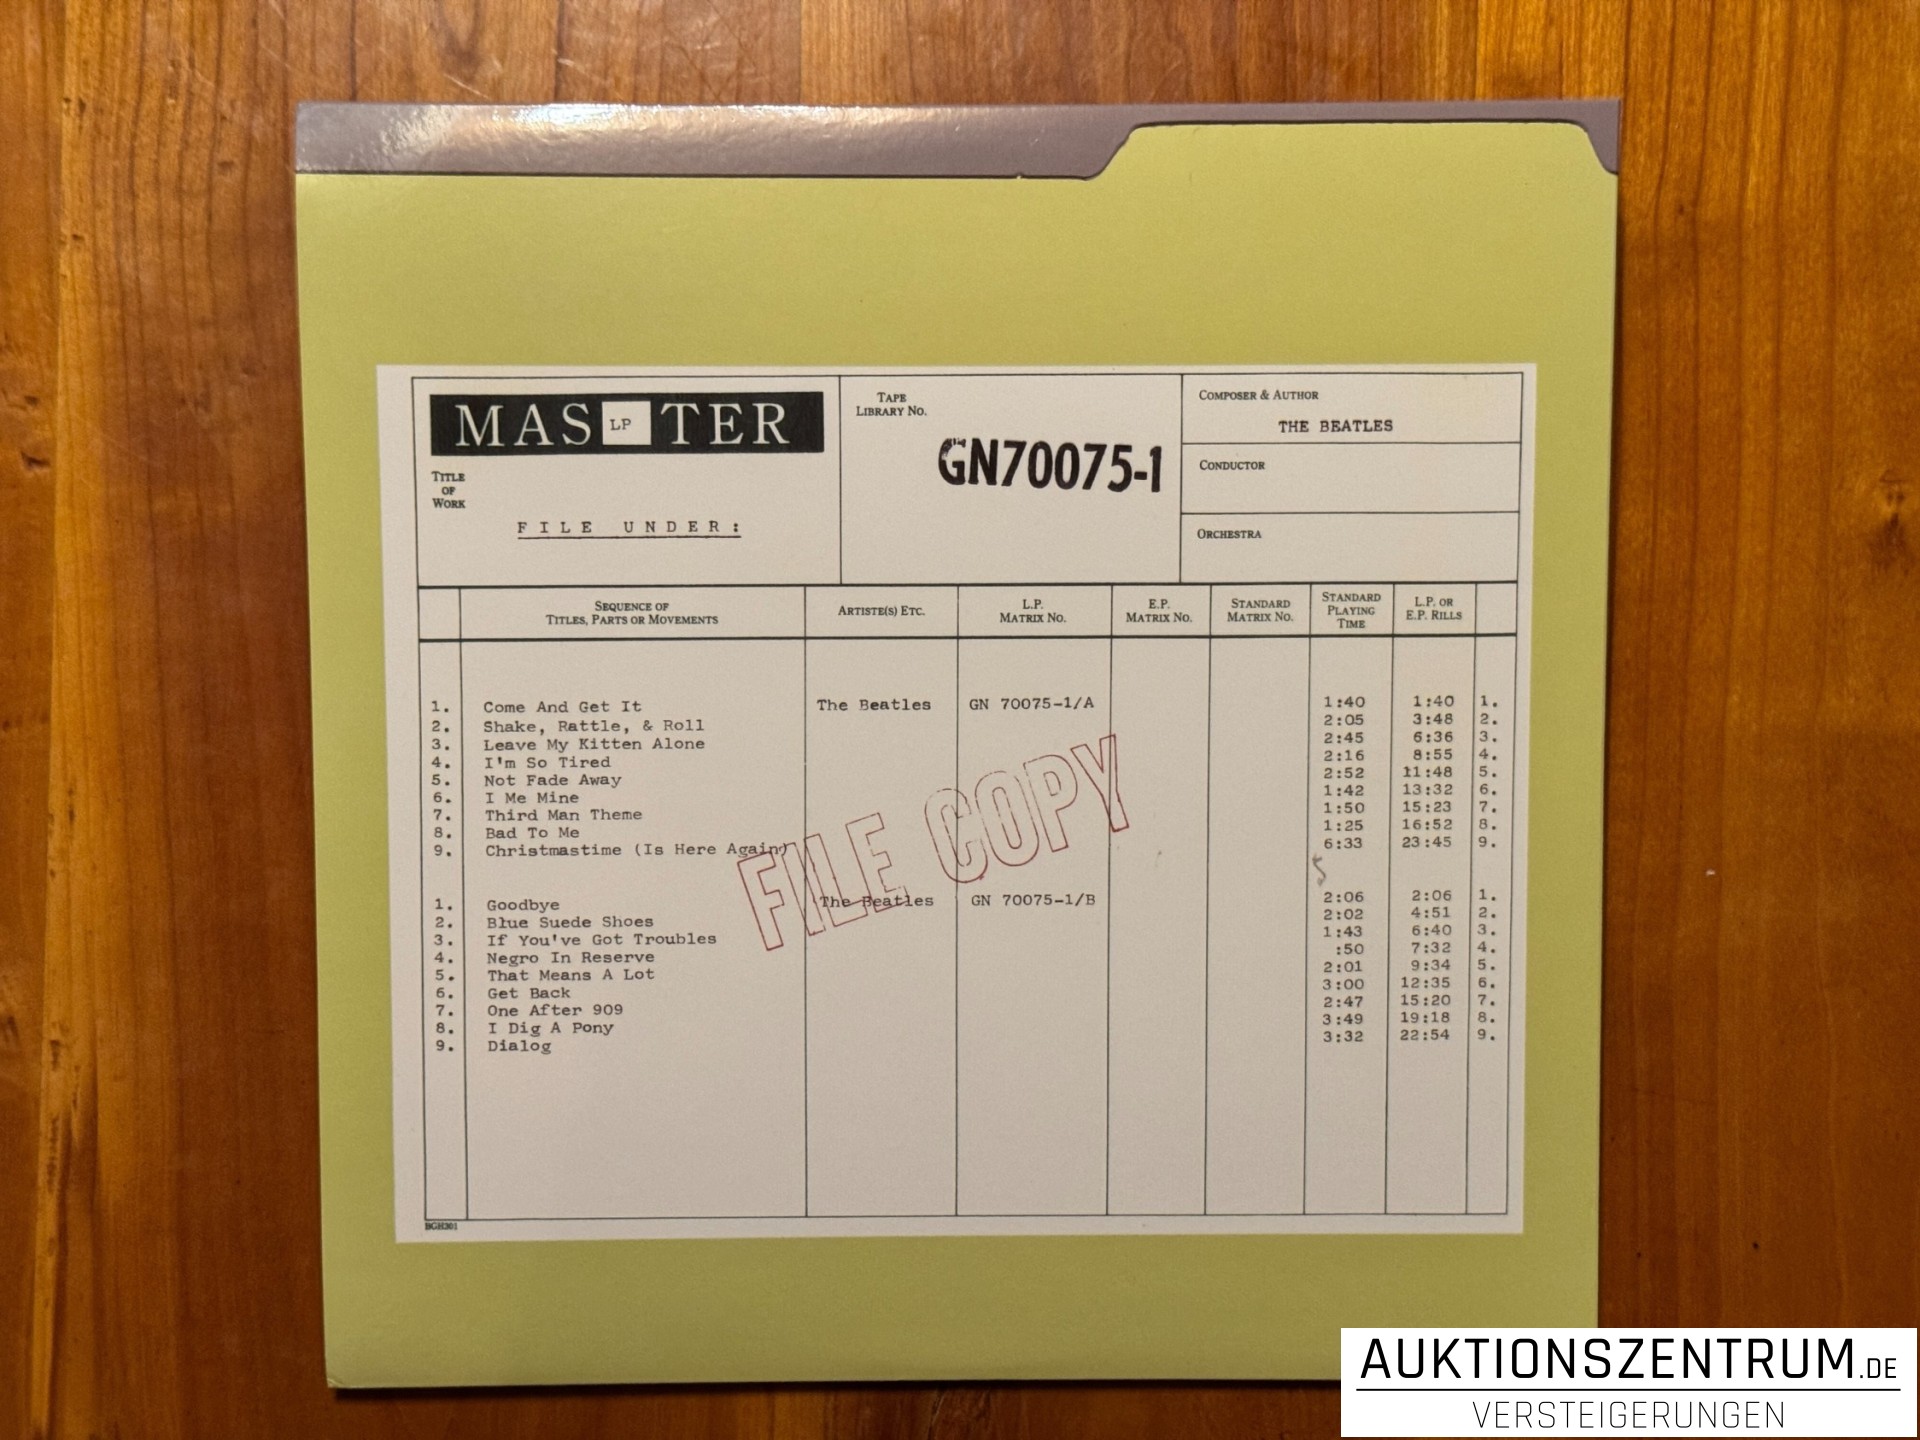 MAS LP TER
TITLE
OF
WORK
FILE UNDER:
TAPE
LIBRARY NO.
GN70075-1
COMPOSER & AUTHOR
THE BEATLES
CONDUCTOR
ORCHESTRA
SEQUENCE OF
TITLES, PARTS OR MOVEMENTS
ARTISTE(S) ETC.
L.P.
MATRIX NO.
E.P.
MATRIX NO.
STANDARD
MATRIX NO.
STANDARD
PLAYING
TIME
L.P. OR
E.P. RILLS
1. Come And Get It The Beatles GN 70075-1/A 1:40 1:40 1.
2. Shake, Rattle, & Roll 2:05 3:48 2.
3. Leave My Kitten Alone 2:45 6:36 3.
4. I'm So Tired 2:16 8:55 4.
5. Not Fade Away 2:52 11:48 5.
6. I Me Mine 1:42 13:32 6.
7. Third Man Theme 1:50 15:23 7.
8. Bad To Me 1:25 16:52 8.
9. Christmastime (Is Here Again) 6:33 23:45 9.
FILE COPY
1. Goodbye The Beatles GN 70075-1/B 2:06 2:06 1.
2. Blue Suede Shoes 2:02 4:51 2.
3. If You've Got Troubles 1:43 6:40 3.
4. Negro In Reserve :50 7:32 4.
5. That Means A Lot 2:01 9:34 5.
6. Get Back 3:00 12:35 6.
7. One After 909 2:47 15:20 7.
8. I Dig A Pony 3:49 19:18 8.
9. Dialog 3:32 22:54 9.
BGH301
AUKTIONSZENTRUM.DE
VERSTEIGERUNGEN